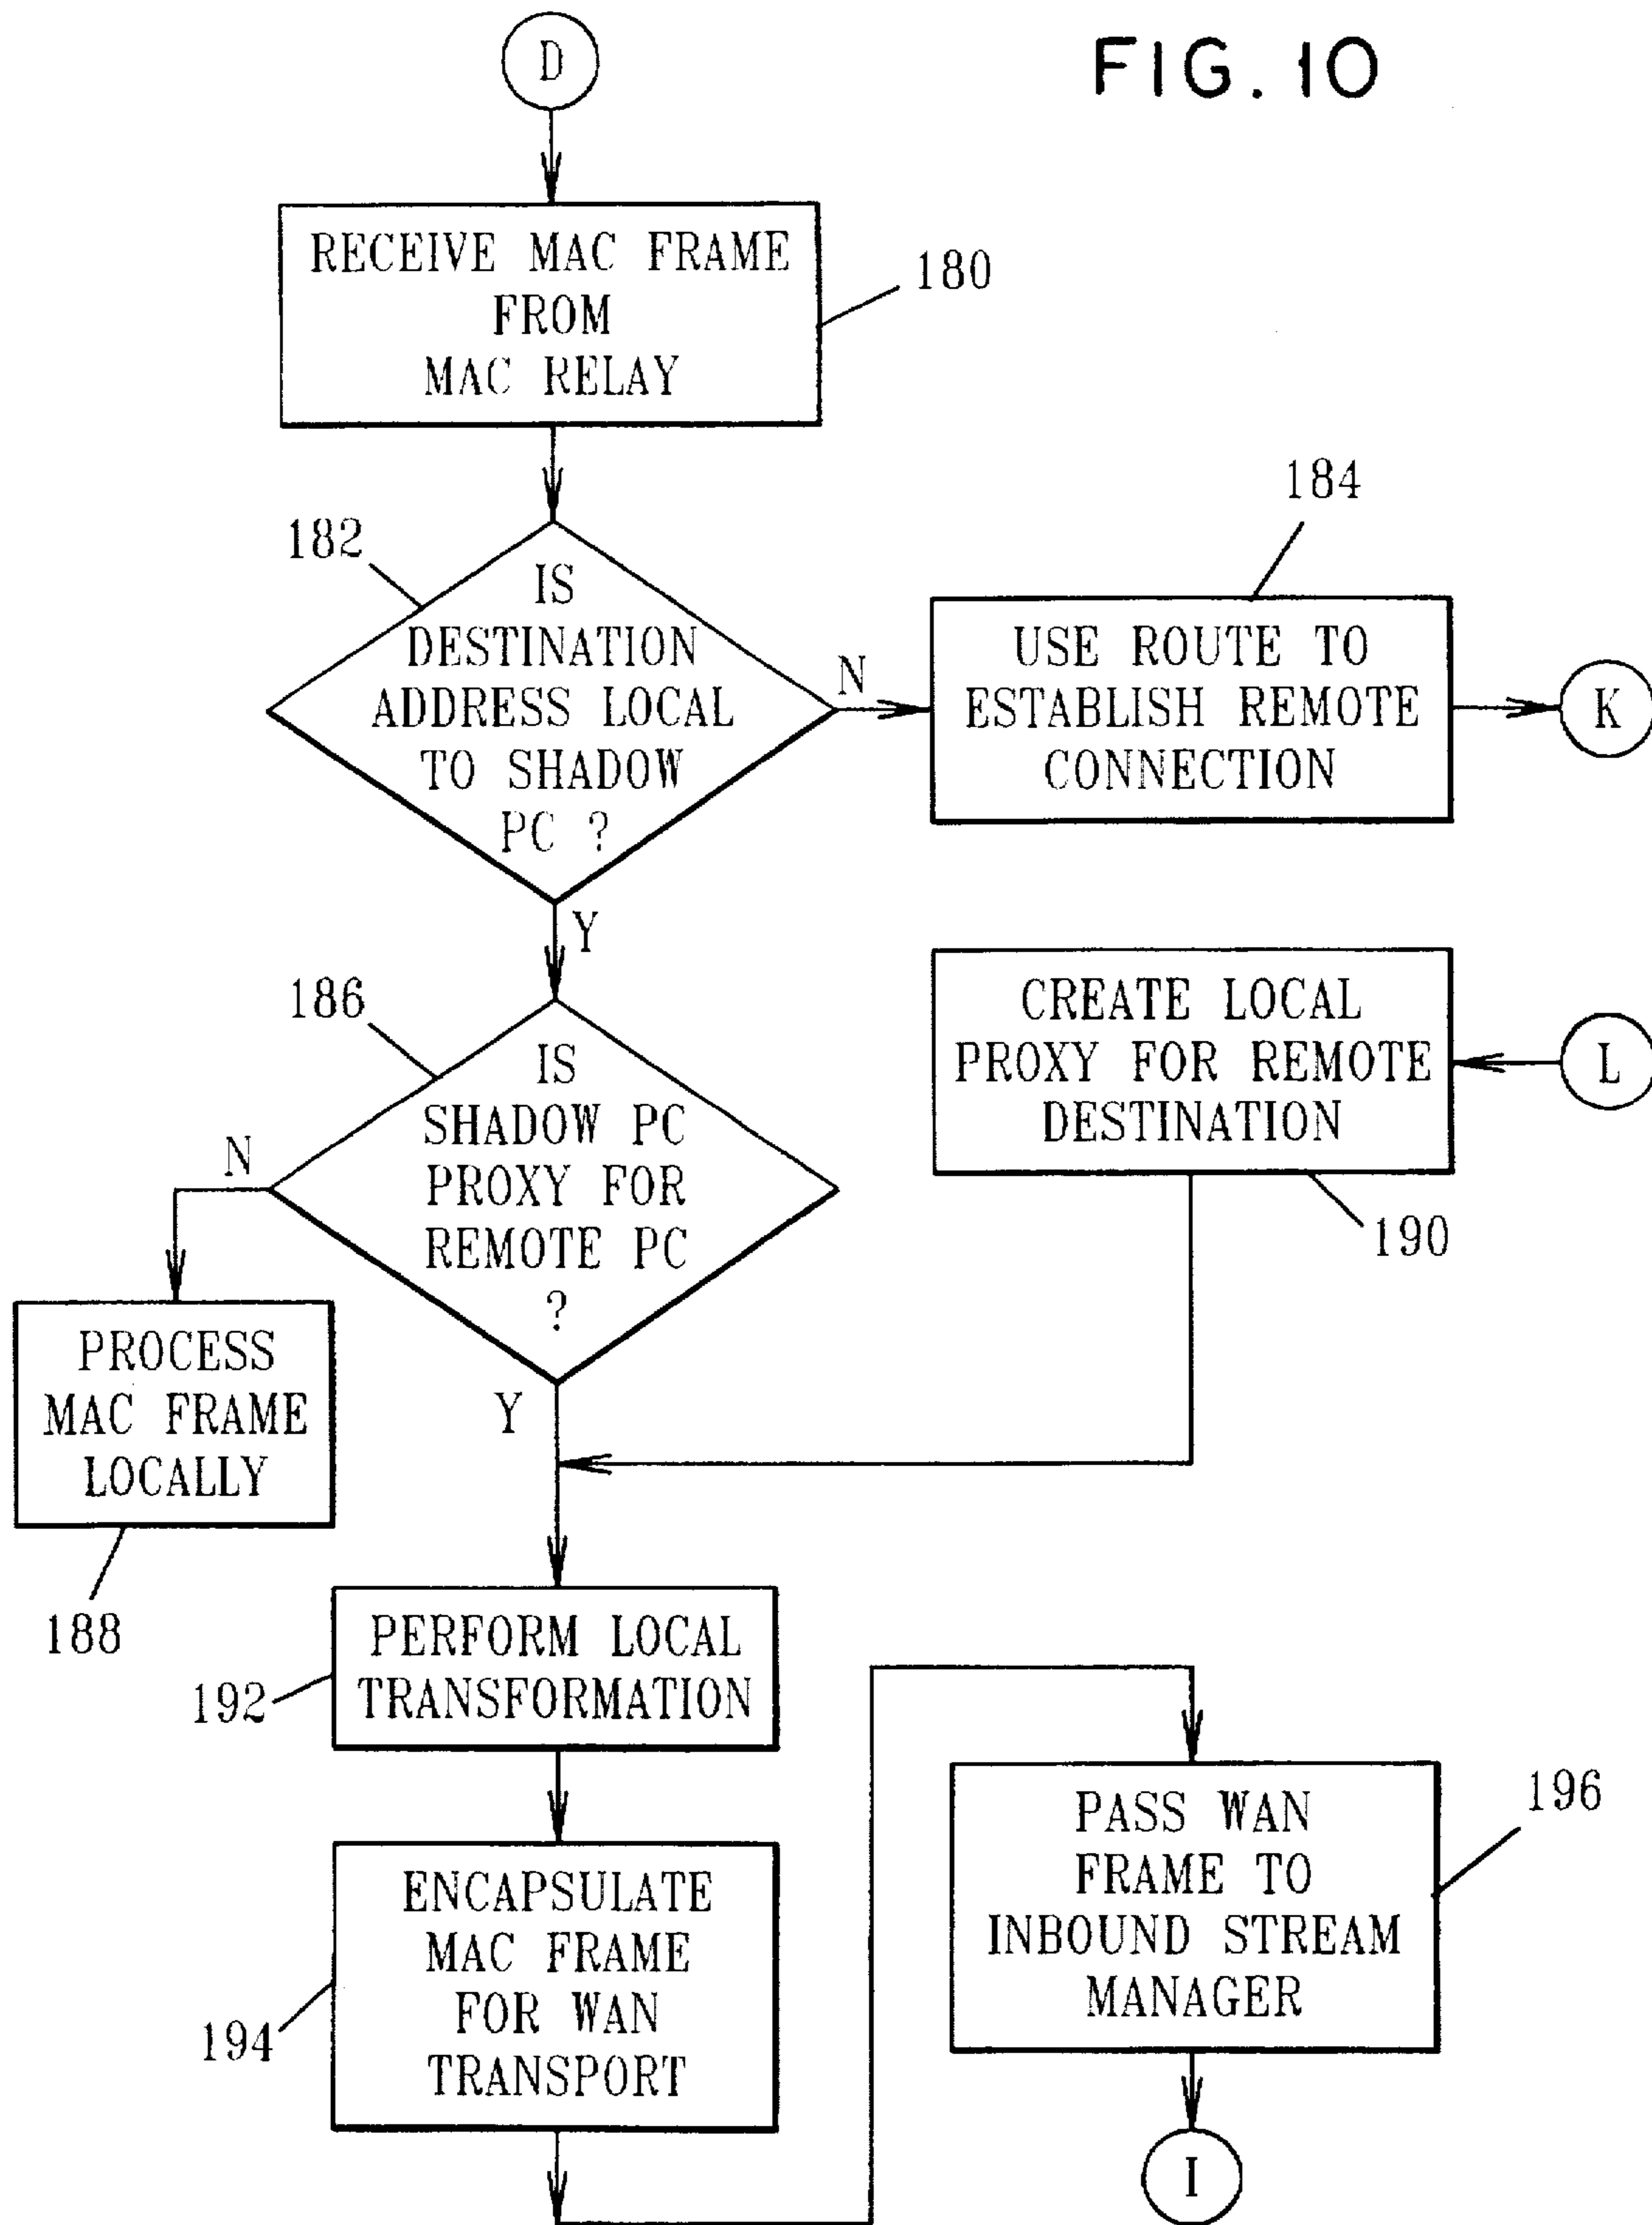 FIG. 10
D
RECEIVE MAC FRAME
FROM
MAC RELAY
180
182
IS
DESTINATION
ADDRESS LOCAL
TO SHADOW
PC ?
N
Y
184
USE ROUTE TO
ESTABLISH REMOTE
CONNECTION
K
186
IS
SHADOW PC
PROXY FOR
REMOTE PC
?
N
Y
CREATE LOCAL
PROXY FOR REMOTE
DESTINATION
L
190
PROCESS
MAC FRAME
LOCALLY
188
PERFORM LOCAL
TRANSFORMATION
192
ENCAPSULATE
MAC FRAME
FOR WAN
TRANSPORT
194
PASS WAN
FRAME TO
INBOUND STREAM
MANAGER
196
I